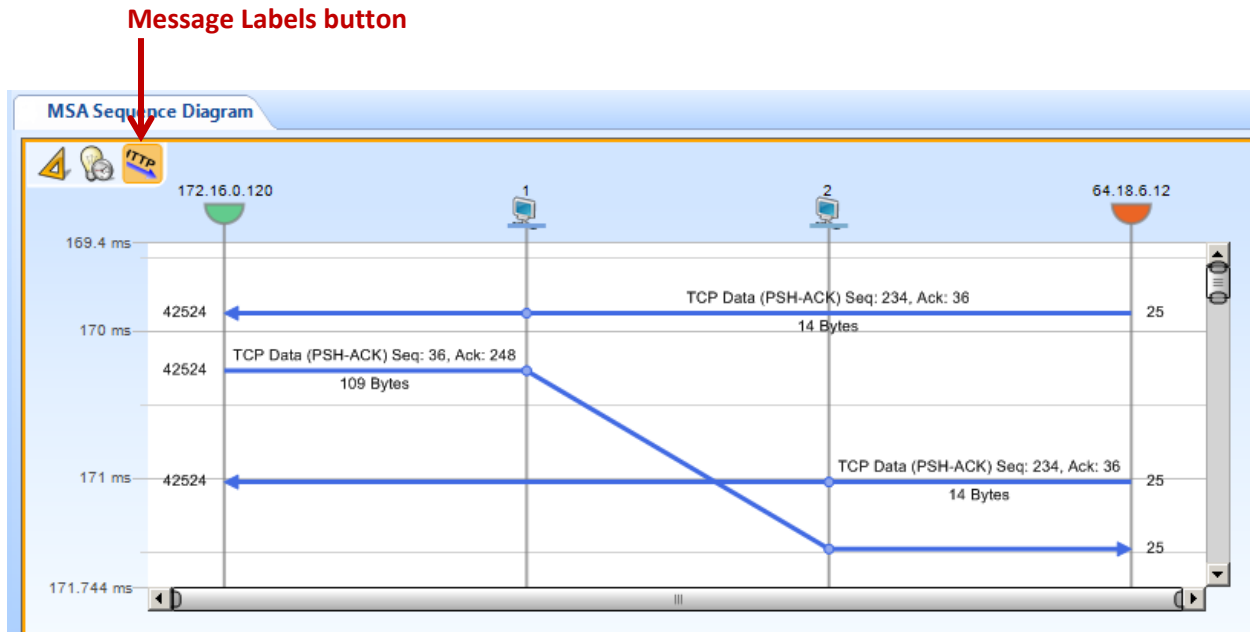 Message Labels button
MSA Sequence Diagram
HTTP
172.16.0.120
1
2
64.18.6.12
169.4 ms
TCP Data (PSH-ACK) Seq: 234, Ack: 36
42524
25
14 Bytes
170 ms
TCP Data (PSH-ACK) Seq: 36, Ack: 248
42524
109 Bytes
TCP Data (PSH-ACK) Seq: 234, Ack: 36
171 ms
42524
25
14 Bytes
25
171.744 ms